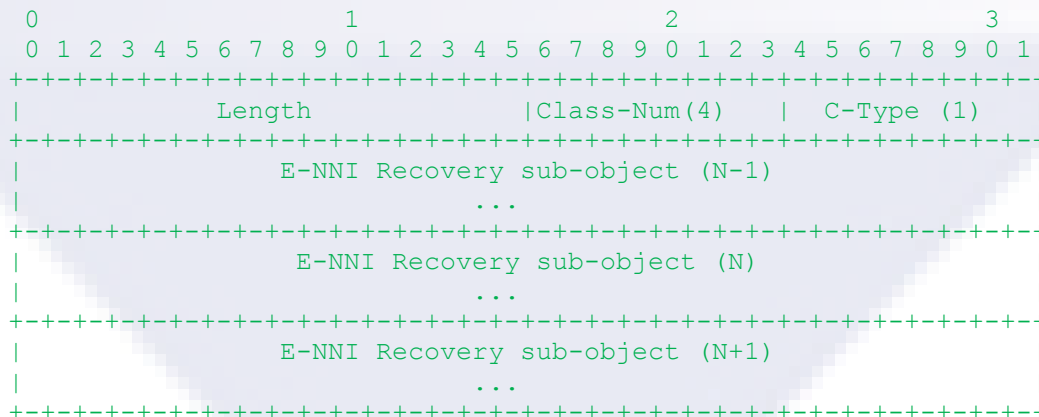 0                   1                   2                   3
 0 1 2 3 4 5 6 7 8 9 0 1 2 3 4 5 6 7 8 9 0 1 2 3 4 5 6 7 8 9 0 1
+-+-+-+-+-+-+-+-+-+-+-+-+-+-+-+-+-+-+-+-+-+-+-+-+-+-+-+-+-+-+-+--
|            Length             |Class-Num(4)   |  C-Type (1)
+-+-+-+-+-+-+-+-+-+-+-+-+-+-+-+-+-+-+-+-+-+-+-+-+-+-+-+-+-+-+-+--
|                E-NNI Recovery sub-object (N-1)
|                            ...
+-+-+-+-+-+-+-+-+-+-+-+-+-+-+-+-+-+-+-+-+-+-+-+-+-+-+-+-+-+-+-+--
|                 E-NNI Recovery sub-object (N)
|                            ...
+-+-+-+-+-+-+-+-+-+-+-+-+-+-+-+-+-+-+-+-+-+-+-+-+-+-+-+-+-+-+-+--
|                E-NNI Recovery sub-object (N+1)
|                            ...
+-+-+-+-+-+-+-+-+-+-+-+-+-+-+-+-+-+-+-+-+-+-+-+-+-+-+-+-+-+-+-+--